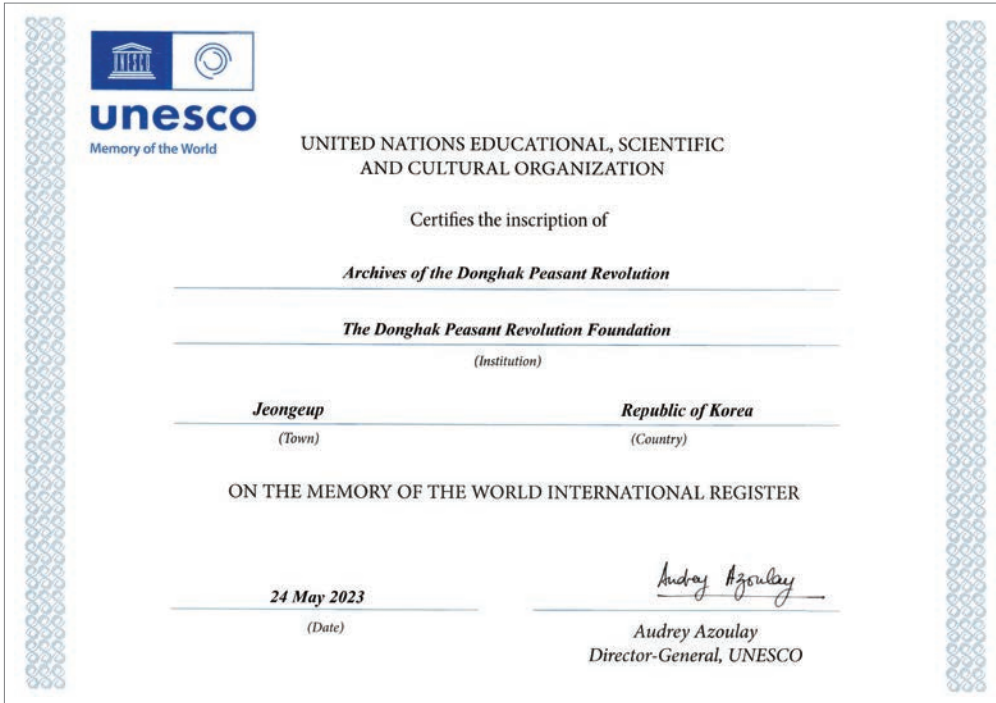 UNESCO
unesco
Memory of the World
UNITED NATIONS EDUCATIONAL, SCIENTIFIC
AND CULTURAL ORGANIZATION
Certifies the inscription of
Archives of the Donghak Peasant Revolution
The Donghak Peasant Revolution Foundation
(Institution)
Jeongeup
Republic of Korea
(Town)
(Country)
ON THE MEMORY OF THE WORLD INTERNATIONAL REGISTER
Audrey Azoulay
24 May 2023
(Date)
Audrey Azoulay
Director-General, UNESCO